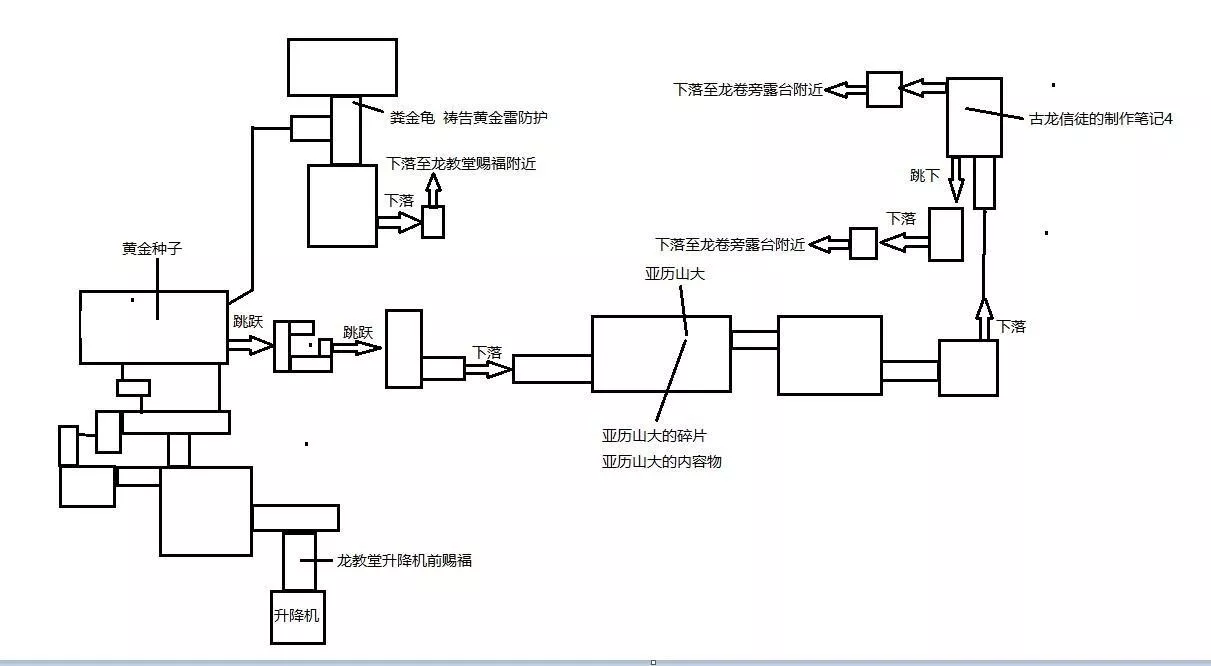 下落至龙卷旁露台附近
古龙信徒的制作笔记4
粪金龟 祷告黄金雷防护
下落至龙教堂赐福附近
跳下
下落
下落
下落至龙卷旁露台附近
黄金种子
亚历山大
跳跃
跳跃
下落
下落
亚历山大的碎片
亚历山大的内容物
龙教堂升降机前赐福
升降机